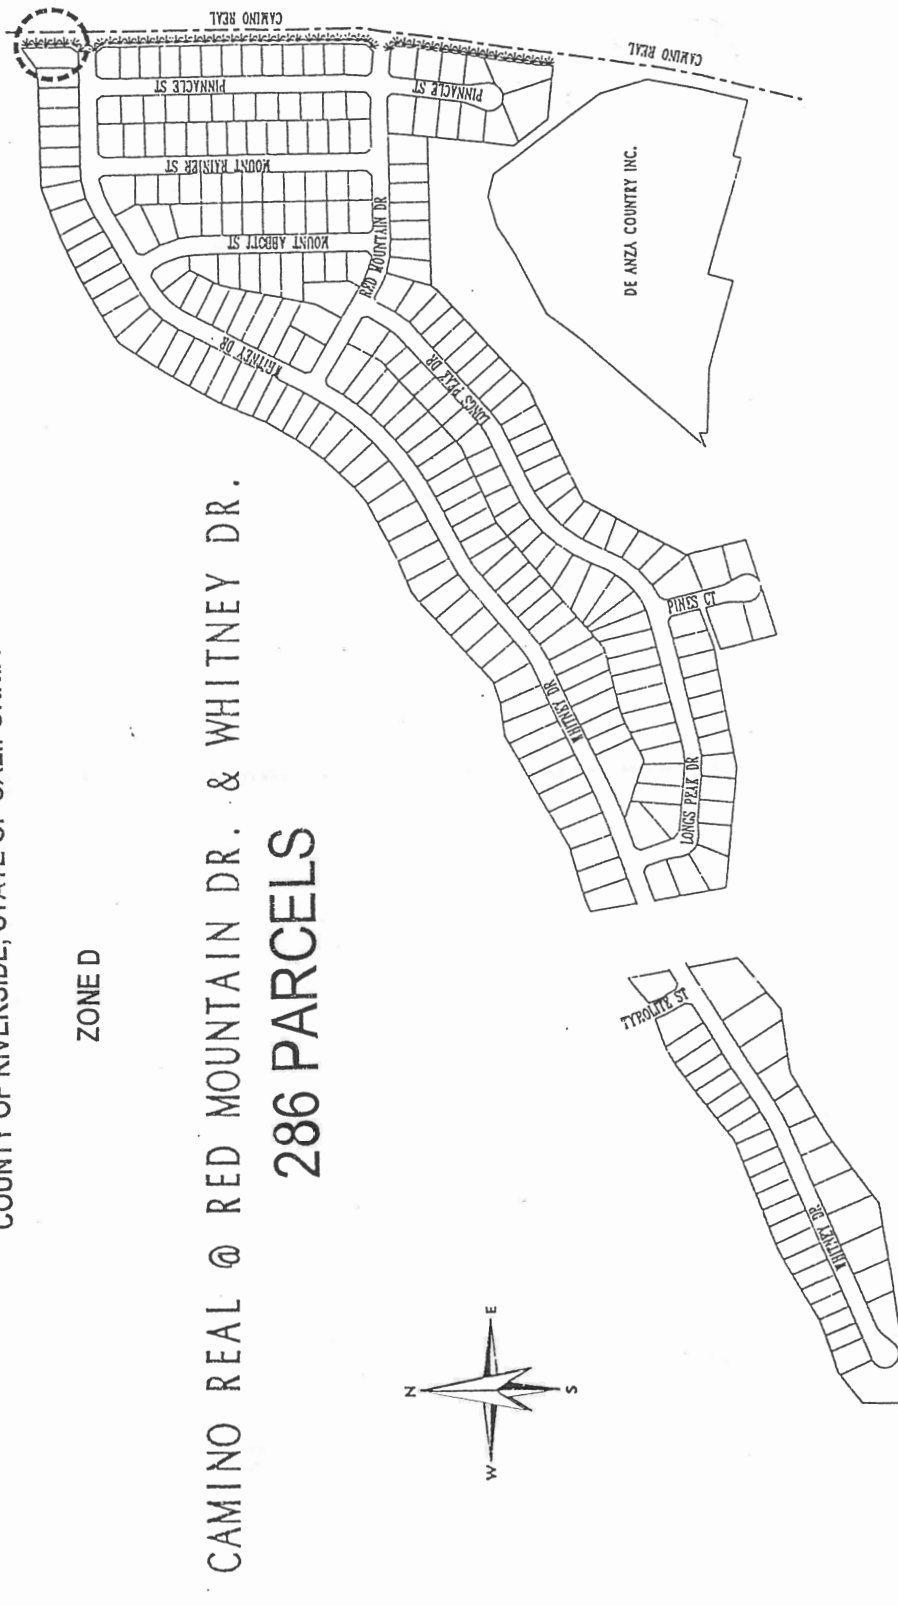 COUNTY OF RIVERSIDE, STATE OF CALIFORNIA
ZONE D
CAMINO REAL @ RED MOUNTAIN DR. & WHITNEY DR.
286 PARCELS
CAMINO REAL
CAMINO REAL
PINNACLE ST
PINNACLE ST
MOUNT RAINIER ST
MOUNT ABBOTT ST
RED MOUNTAIN DR
WHITNEY DR
LONGS PEAK DR
DE ANZA COUNTRY INC.
PINES CT
WHITNEY DR
LONGS PEAK DR
TYROLITE ST
WHITNEY DR.
N
E
S
W